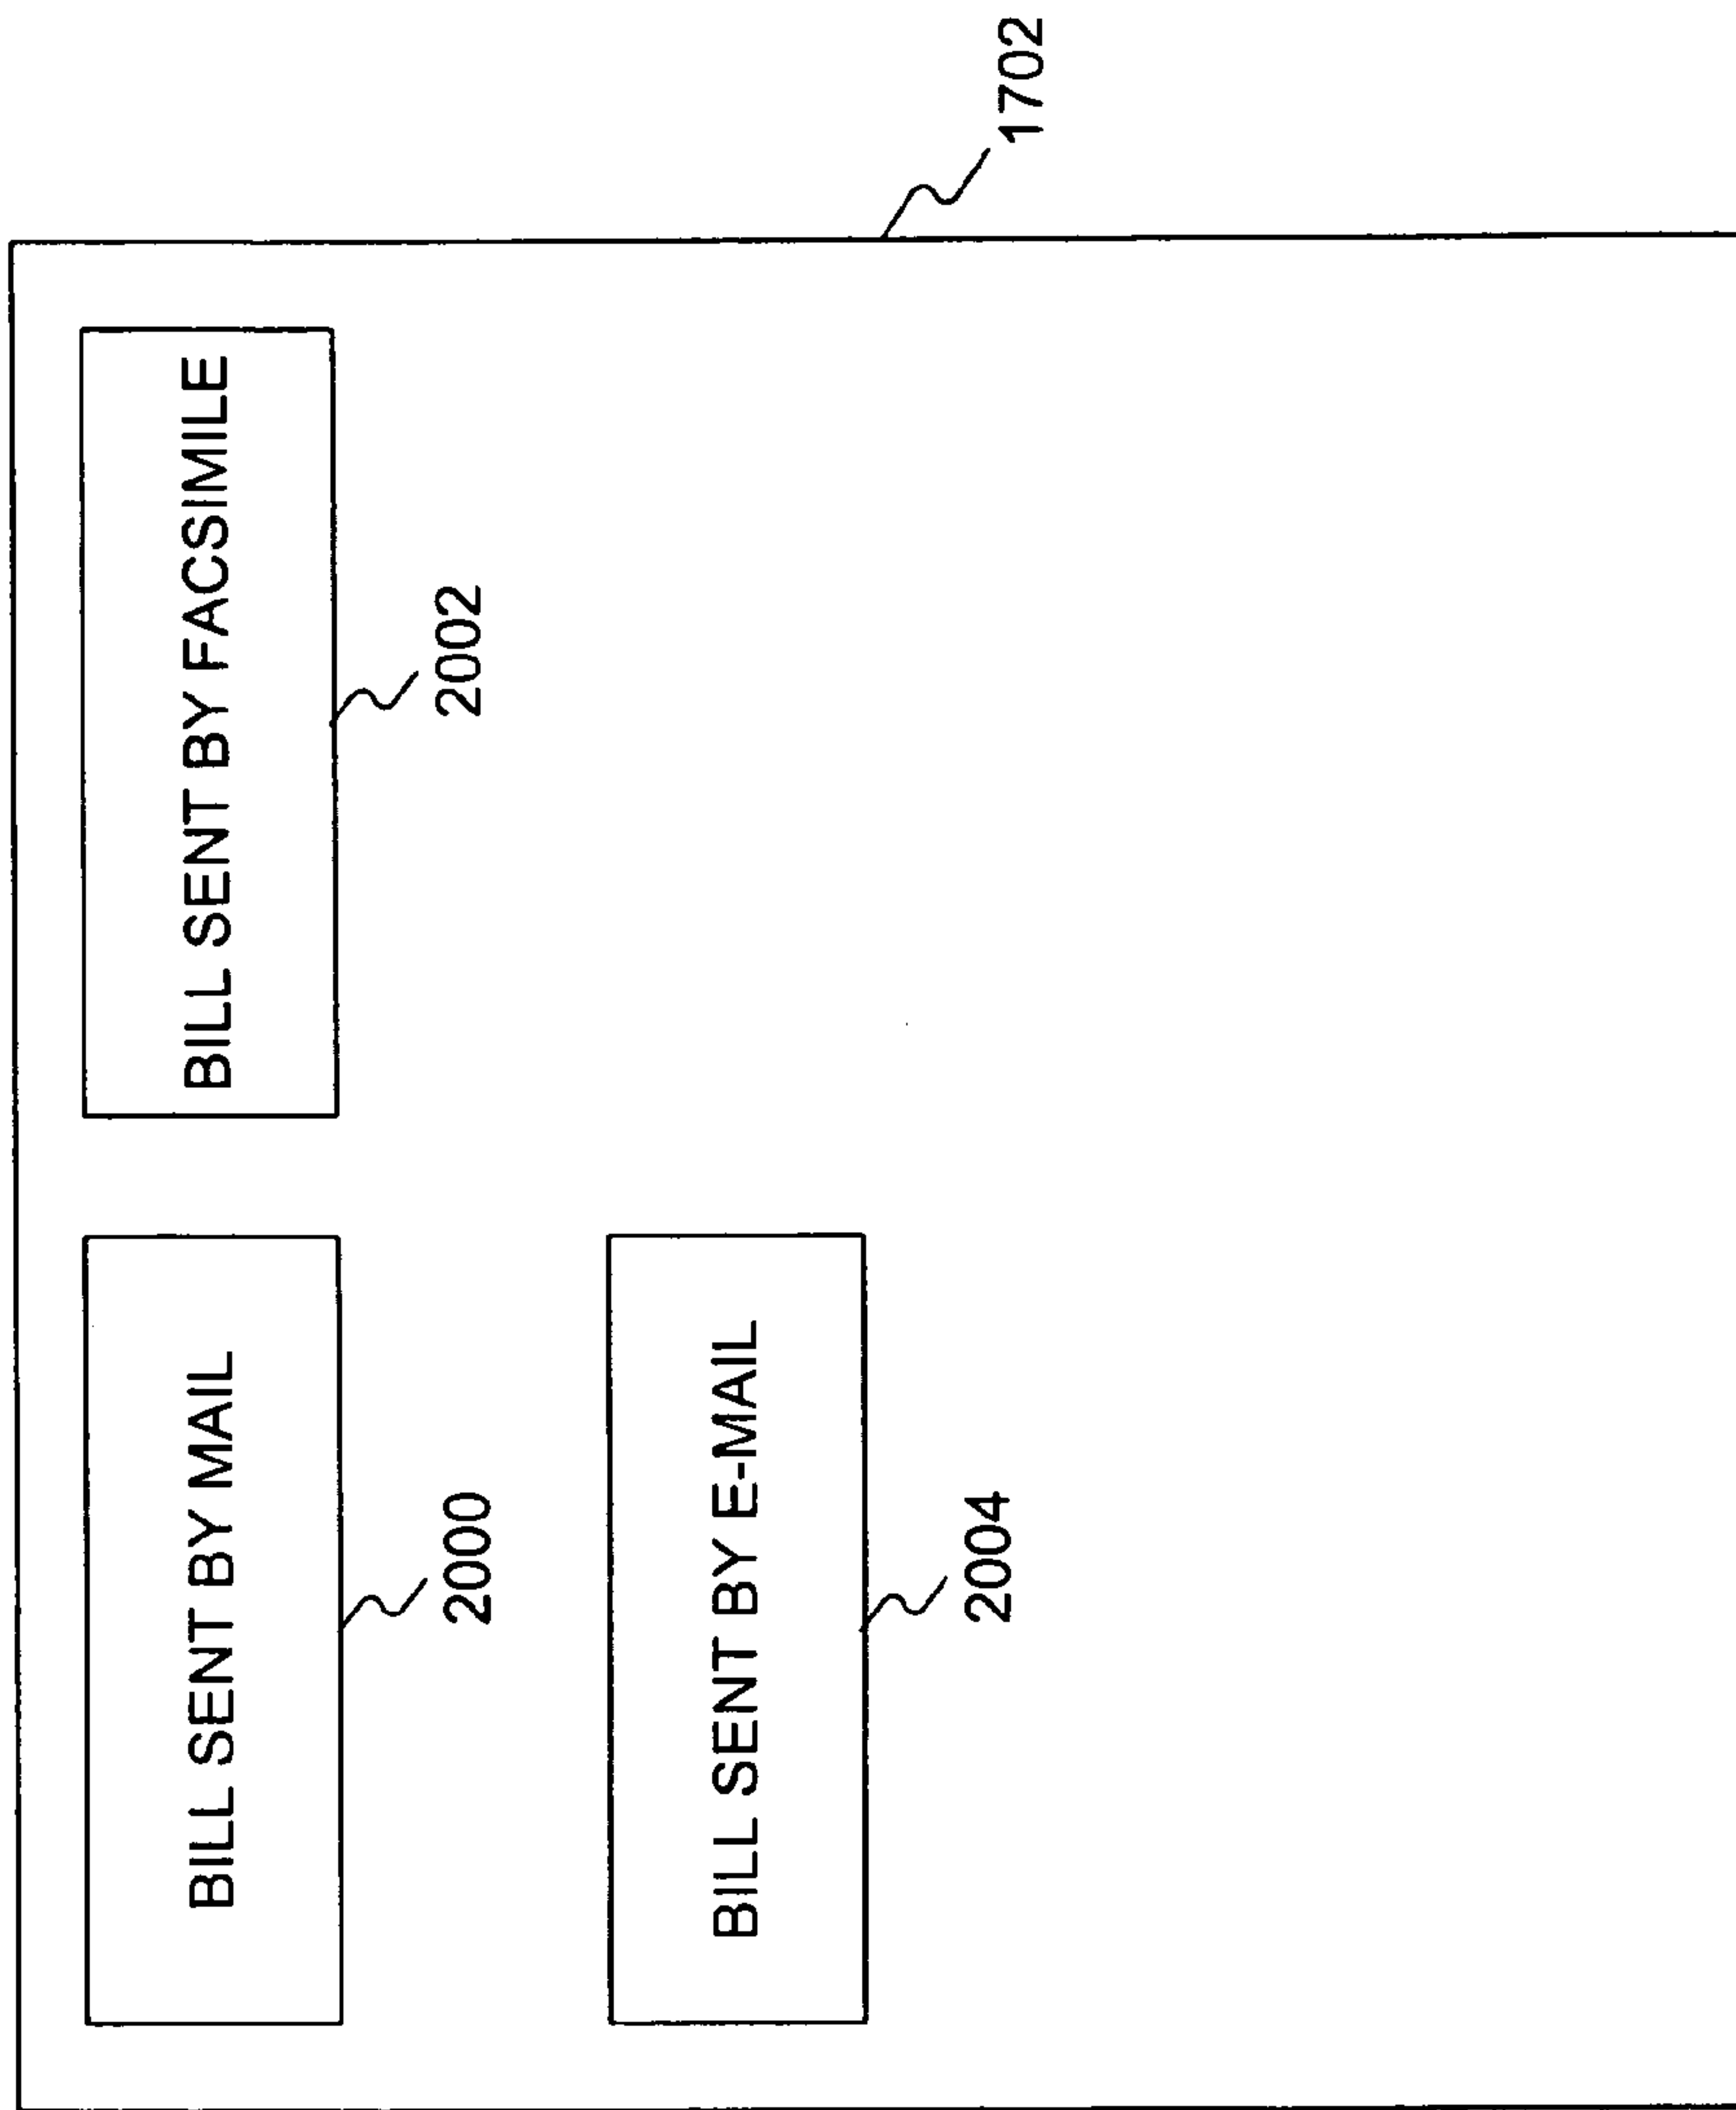 BILL SENT BY MAIL
BILL SENT BY FACSIMILE
2000
2002
BILL SENT BY E-MAIL
2004
1702